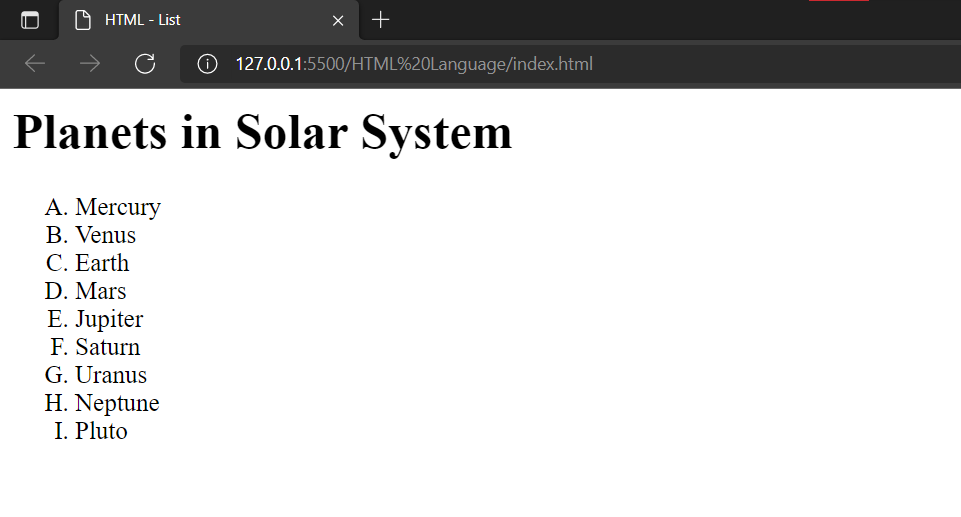 HTML - List
127.0.0.1:5500/HTML%20Language/index.html
Planets in Solar System
A. Mercury
B. Venus
C. Earth
D. Mars
E. Jupiter
F. Saturn
G. Uranus
H. Neptune
I. Pluto